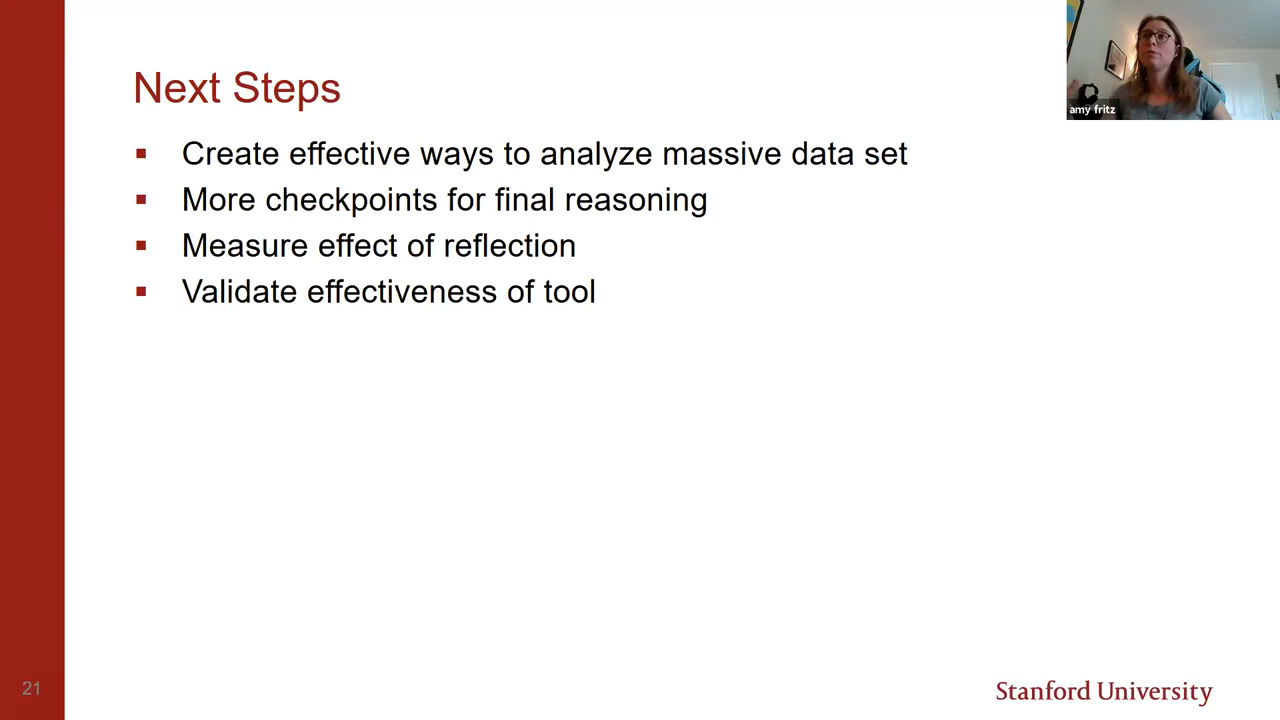 Next Steps
Create effective ways to analyze massive data set
More checkpoints for final reasoning
Measure effect of reflection
Validate effectiveness of tool
amy fritz
21
Stanford University